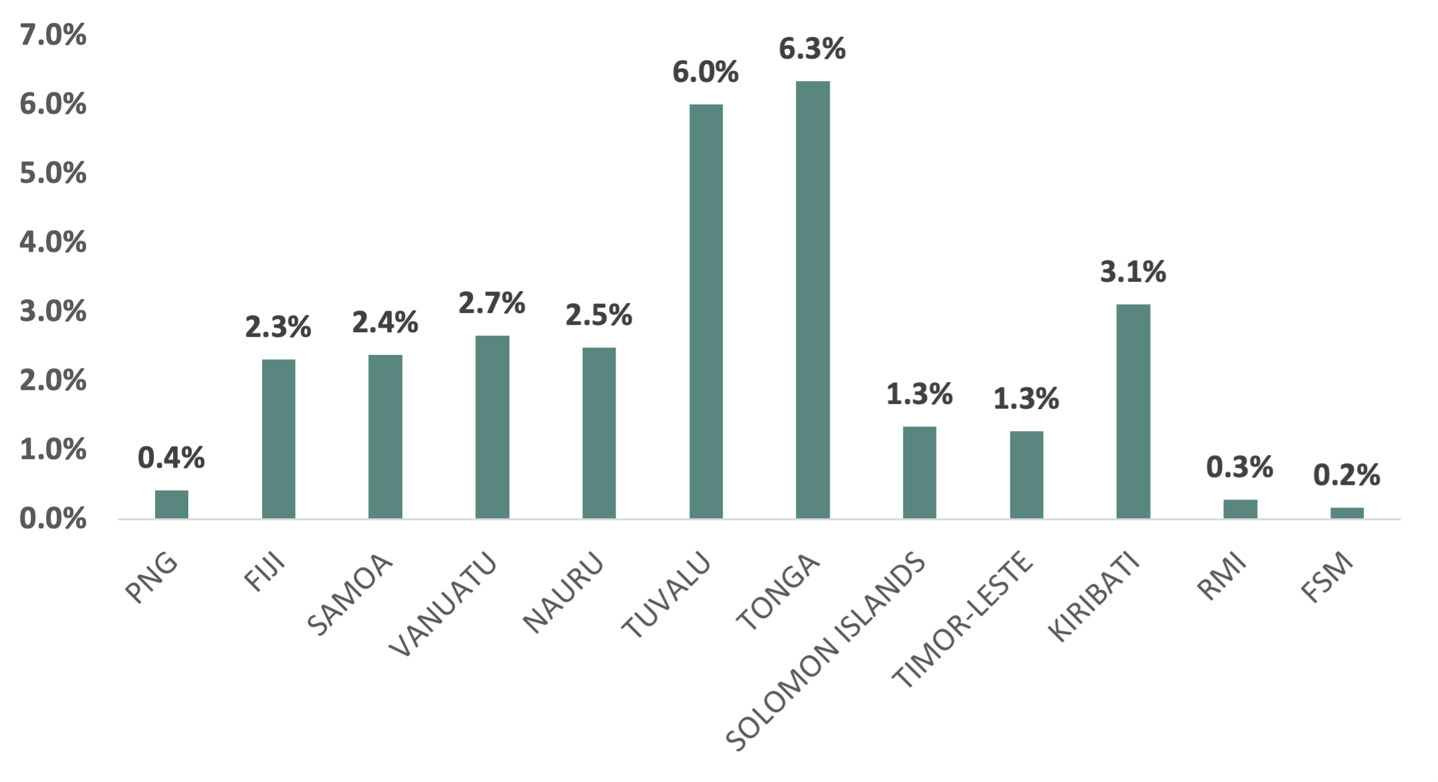 7.0%
6.0%
5.0%
4.0%
3.0%
2.0%
1.0%
0.0%
0.4%
2.3%
2.4%
2.7%
2.5%
6.0%
6.3%
1.3%
1.3%
3.1%
0.3%
0.2%
PNG
FIJI
SAMOA
VANUATU
NAURU
TUVALU
TONGA
SOLOMON ISLANDS
TIMOR-LESTE
KIRIBATI
RMI
FSM